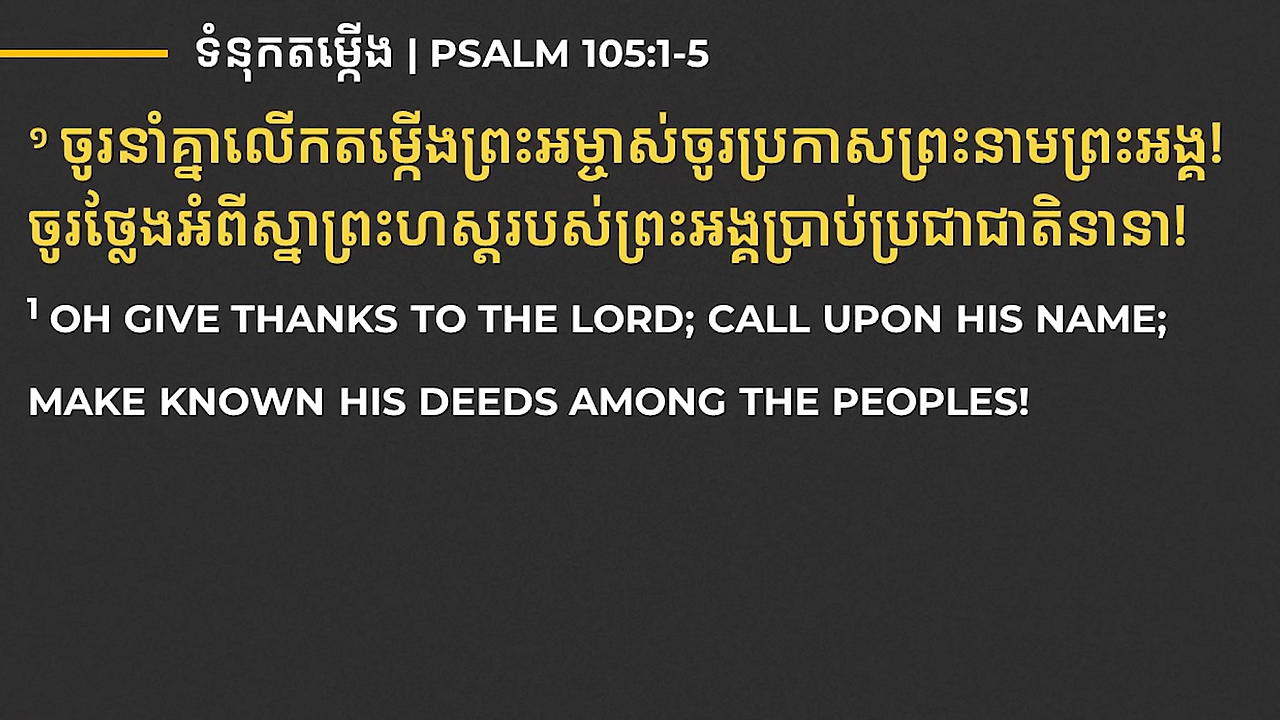 ទំនុកតម្កើង | PSALM 105:1-5
១ ចូរនាំគ្នាលើកតម្កើងព្រះអម្ចាស់ចូរប្រកាសព្រះនាមព្រះអង្គ!
ចូរថ្លែងអំពីស្នាព្រះហស្តរបស់ព្រះអង្គប្រាប់ប្រជាជាតិនានា!
1 OH GIVE THANKS TO THE LORD; CALL UPON HIS NAME;
MAKE KNOWN HIS DEEDS AMONG THE PEOPLES!